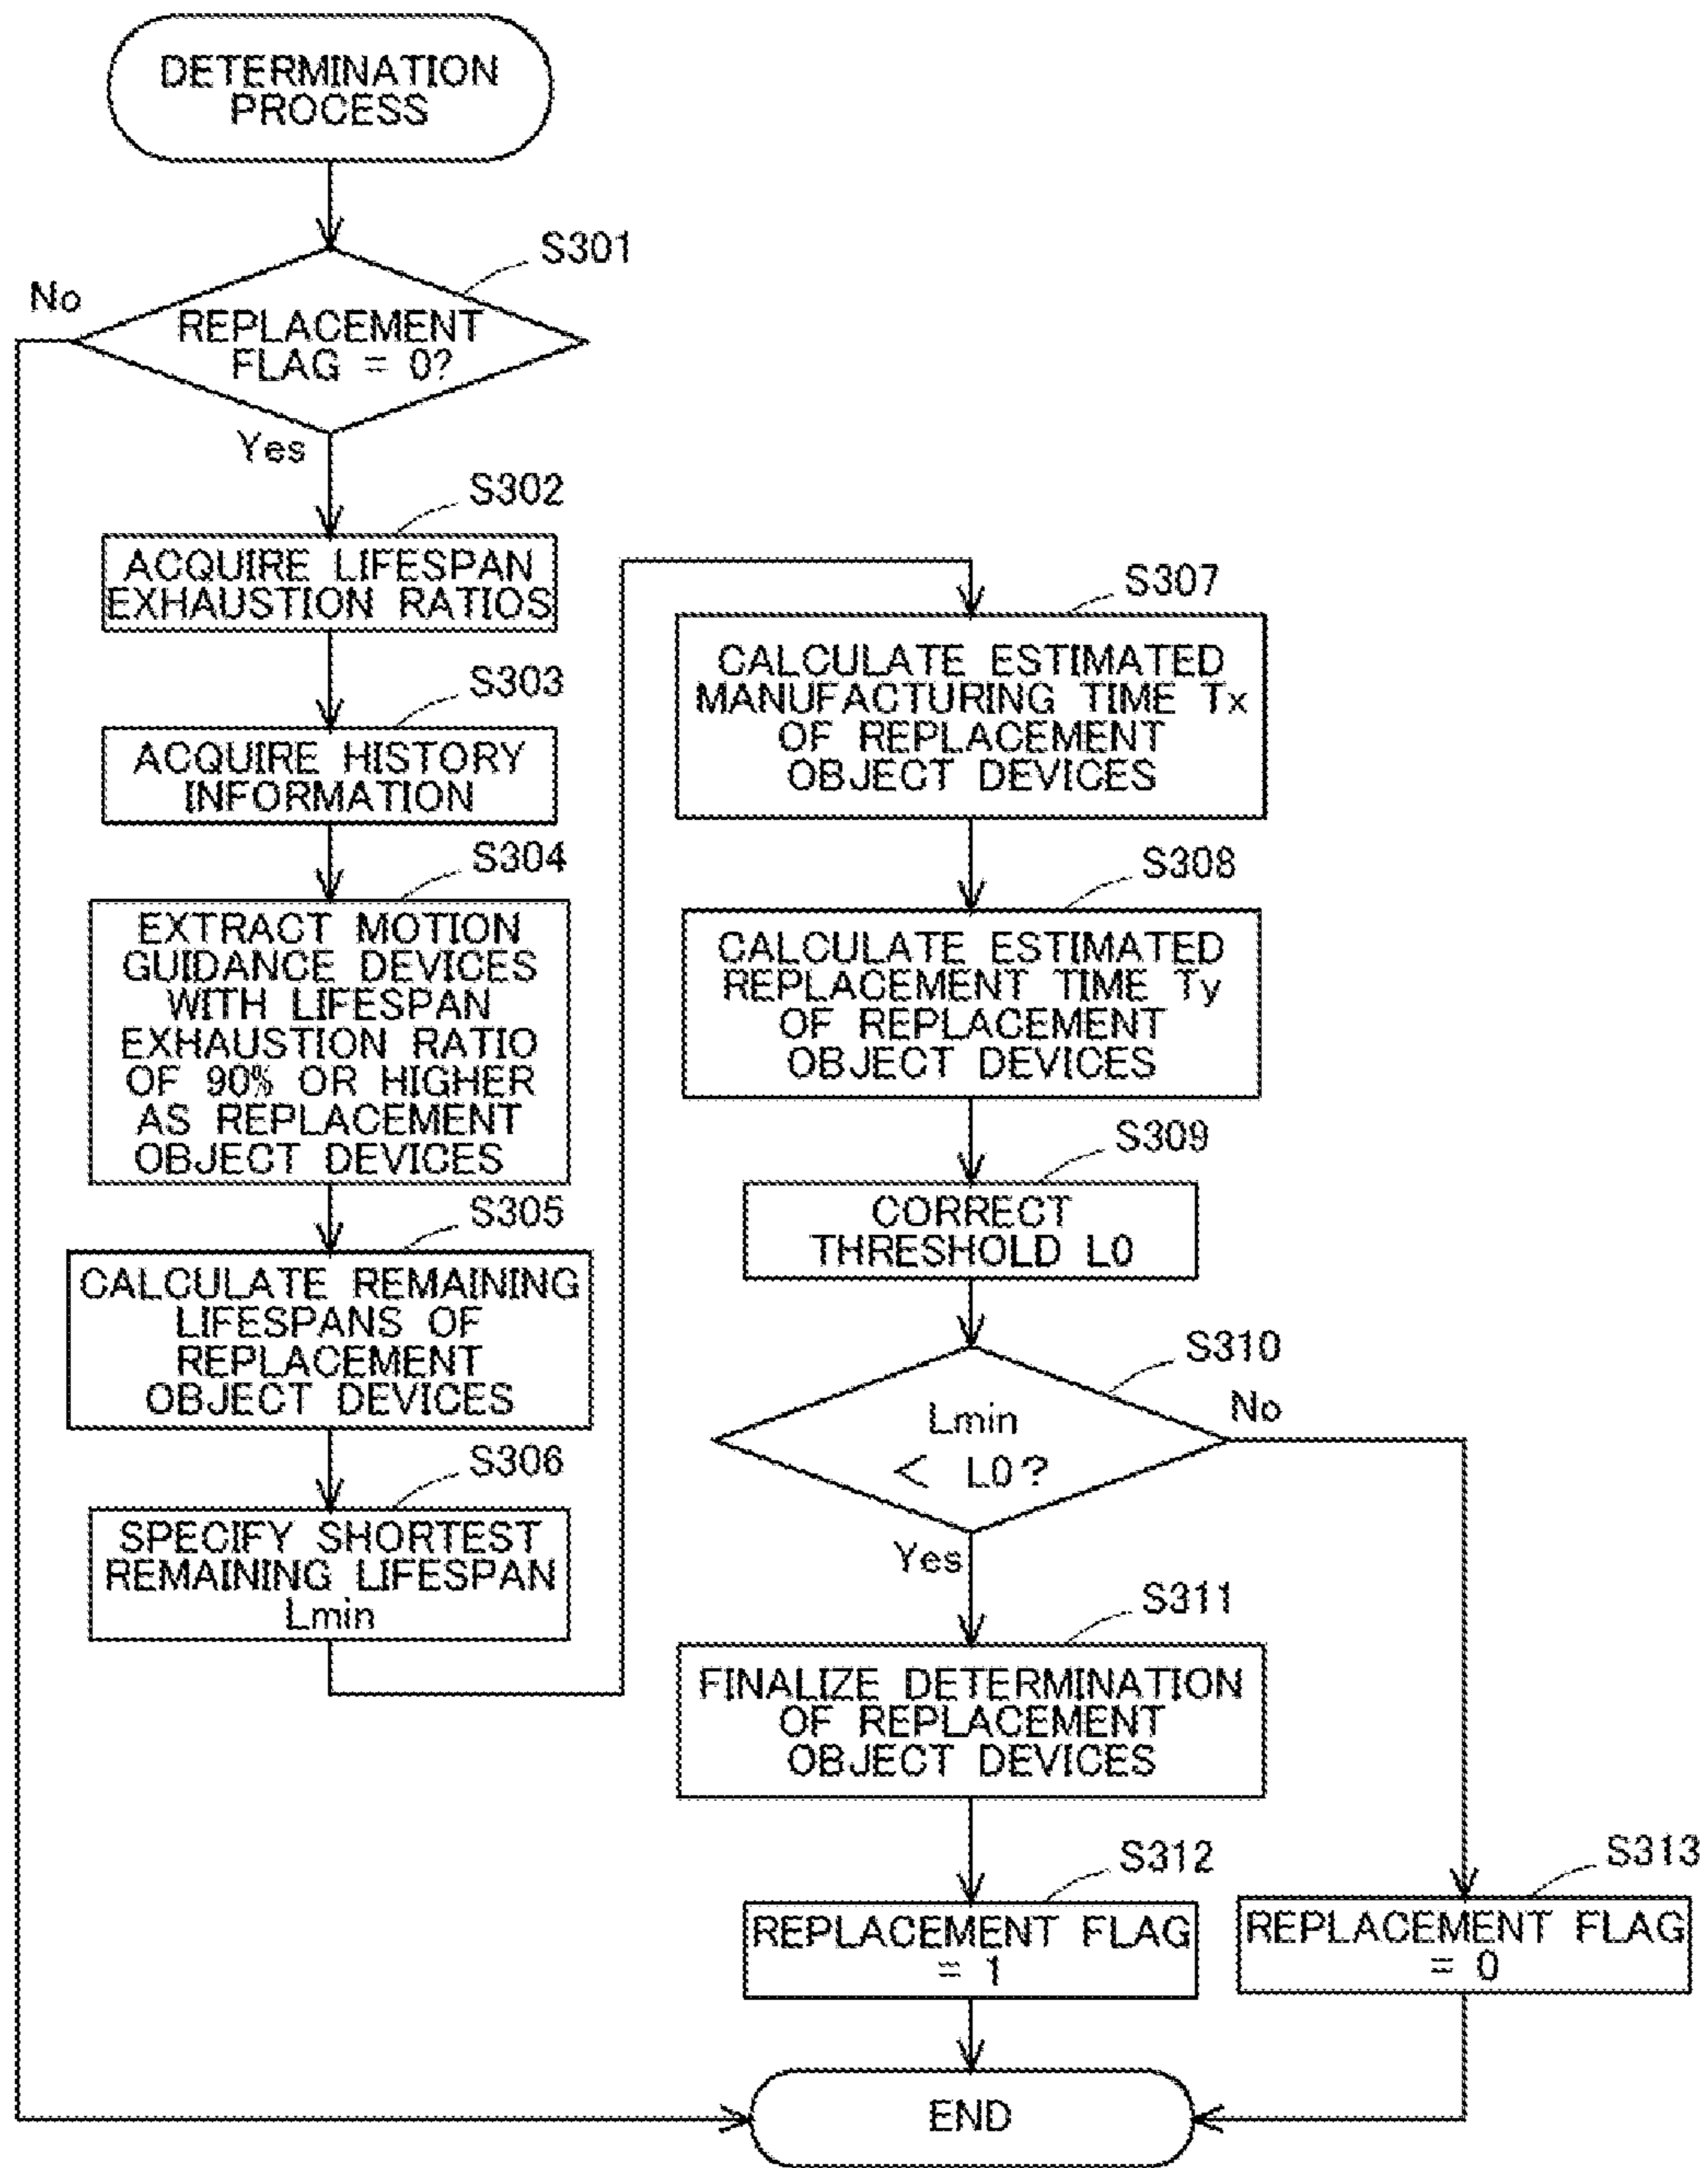 DETERMINATION
PROCESS
S301
No
REPLACEMENT
FLAG = 0?
Yes
S302
ACQUIRE LIFESPAN
EXHAUSTION RATIOS
S303
ACQUIRE HISTORY
INFORMATION
S304
EXTRACT MOTION
GUIDANCE DEVICES
WITH LIFESPAN
EXHAUSTION RATIO
OF 90% OR HIGHER
AS REPLACEMENT
OBJECT DEVICES
S305
CALCULATE REMAINING
LIFESPANS OF
REPLACEMENT
OBJECT DEVICES
S306
SPECIFY SHORTEST
REMAINING LIFESPAN
Lmin
S307
CALCULATE ESTIMATED
MANUFACTURING TIME Tx
OF REPLACEMENT
OBJECT DEVICES
S308
CALCULATE ESTIMATED
REPLACEMENT TIME Ty
OF REPLACEMENT
OBJECT DEVICES
S309
CORRECT
THRESHOLD L0
S310
Lmin
< L0?
No
Yes
S311
FINALIZE DETERMINATION
OF REPLACEMENT
OBJECT DEVICES
S312
REPLACEMENT FLAG
= 1
S313
REPLACEMENT FLAG
= 0
END